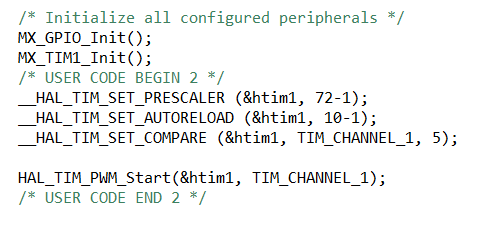 /* Initialize all configured peripherals */
MX_GPIO_Init();
MX_TIM1_Init();
/* USER CODE BEGIN 2 */
__HAL_TIM_SET_PRESCALER (&htim1, 72-1);
__HAL_TIM_SET_AUTORELOAD (&htim1, 10-1);
__HAL_TIM_SET_COMPARE (&htim1, TIM_CHANNEL_1, 5);
HAL_TIM_PWM_Start(&htim1, TIM_CHANNEL_1);
/* USER CODE END 2 */